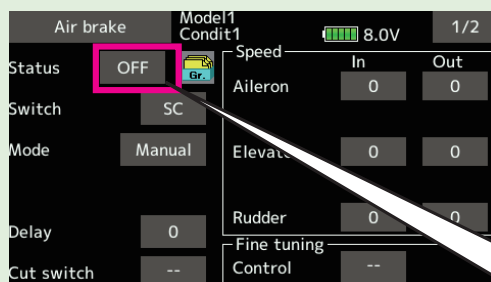 Air brake
Model1
Condit1
8.0V
1/2
Status OFF Gr.
Switch SC
Mode Manual
Delay 0
Cut switch --
Speed
In Out
Aileron 0 0
Elevato 0 0
Rudder 0 0
Fine tuning
Control --